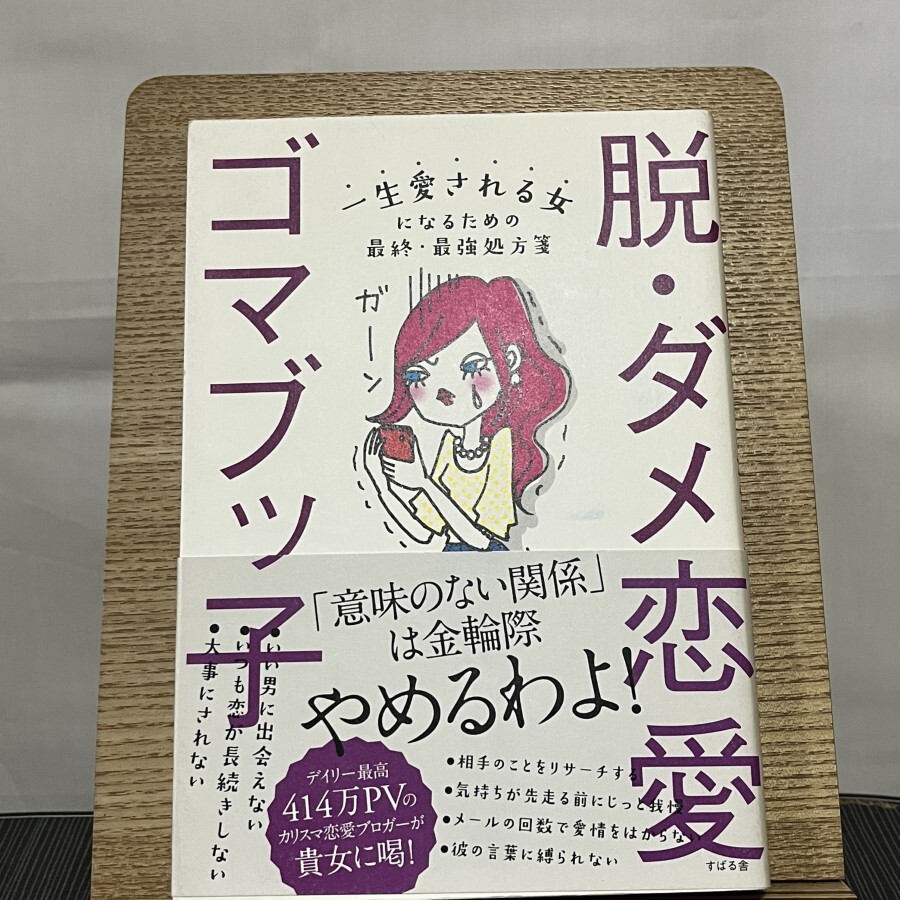 脱・ダメ恋愛
一生愛される女
になるための
最終・最強処方箋
ガーン
ゴマブッ子
「意味のない関係」
は金輪際
やめるわよ!
●いい男に出会えない
●いつも恋が長続きしない
●大事にされない
デイリー最高
414万PVの
カリスマ恋愛ブロガーが
貴女に喝!
●相手のことをリサーチする
●気持ちが先走る前にじっと我慢
●メールの回数で愛情をはからない
●彼の言葉に縛られない
すばる舎